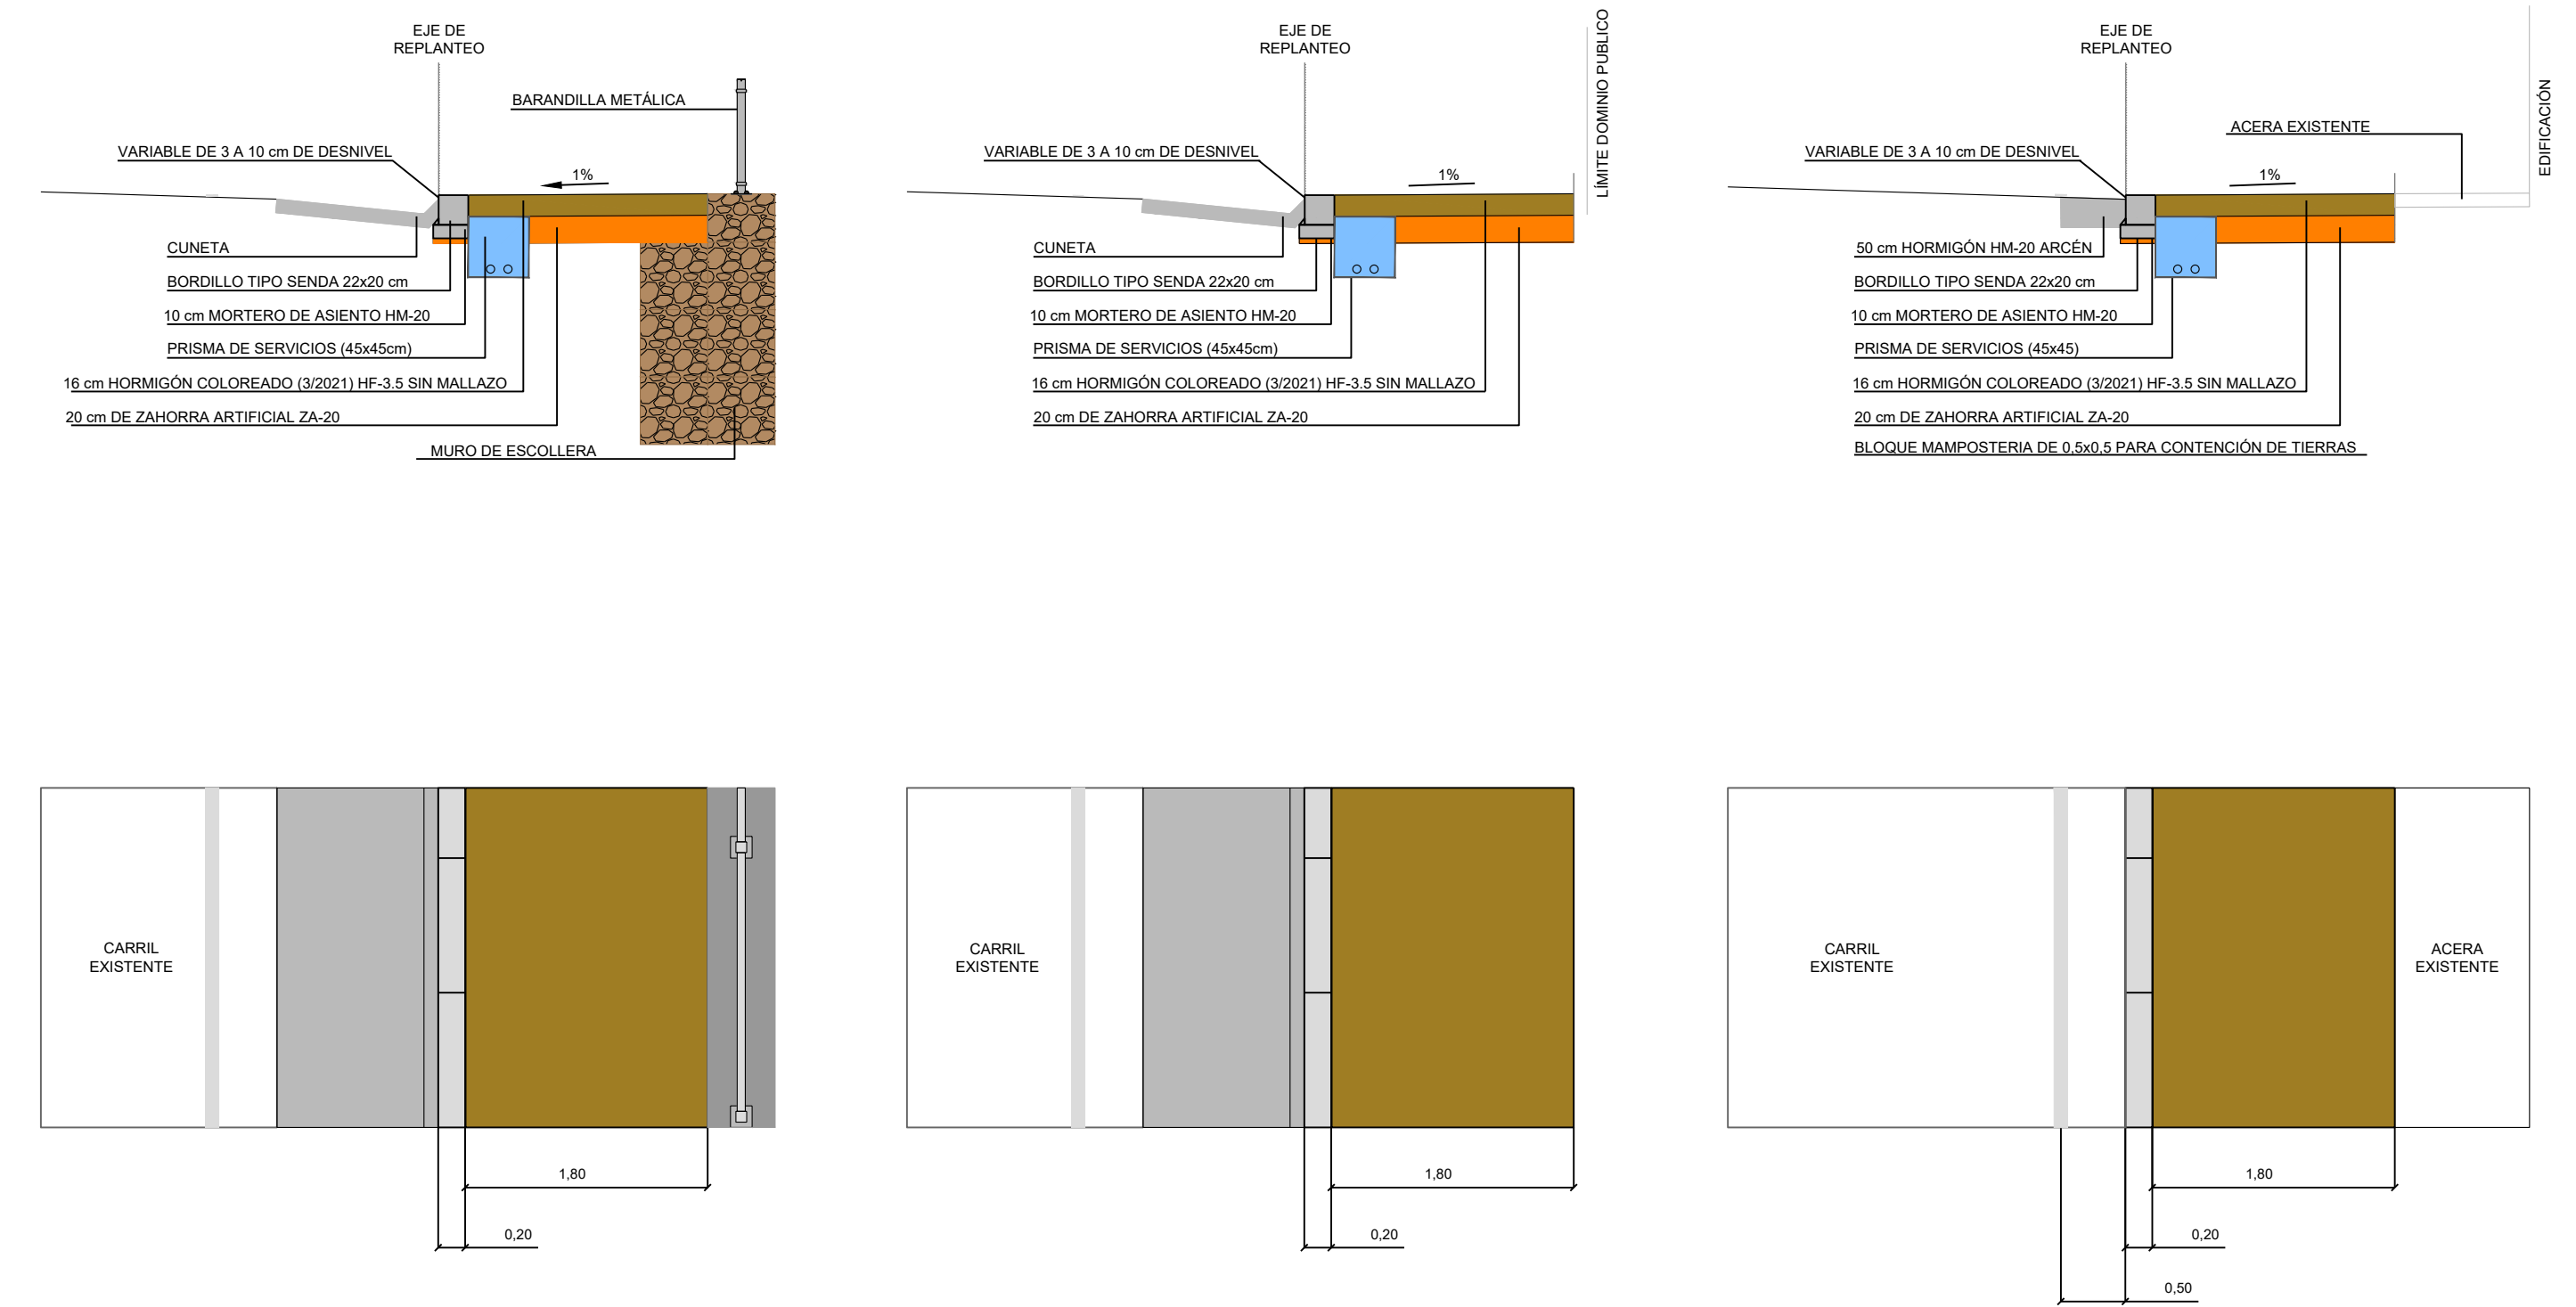 EJE DE
REPLANTEO
BARANDILLA METÁLICA
VARIABLE DE 3 A 10 cm DE DESNIVEL
1%
CUNETA
BORDILLO TIPO SENDA 22x20 cm
10 cm MORTERO DE ASIENTO HM-20
PRISMA DE SERVICIOS (45x45cm)
16 cm HORMIGÓN COLOREADO (3/2021) HF-3.5 SIN MALLAZO
20 cm DE ZAHORRA ARTIFICIAL ZA-20
MURO DE ESCOLLERA
EJE DE
REPLANTEO
LÍMITE DOMINIO PUBLICO
VARIABLE DE 3 A 10 cm DE DESNIVEL
1%
CUNETA
BORDILLO TIPO SENDA 22x20 cm
10 cm MORTERO DE ASIENTO HM-20
PRISMA DE SERVICIOS (45x45cm)
16 cm HORMIGÓN COLOREADO (3/2021) HF-3.5 SIN MALLAZO
20 cm DE ZAHORRA ARTIFICIAL ZA-20
EJE DE
REPLANTEO
EDIFICACIÓN
ACERA EXISTENTE
VARIABLE DE 3 A 10 cm DE DESNIVEL
1%
50 cm HORMIGÓN HM-20 ARCÉN
BORDILLO TIPO SENDA 22x20 cm
10 cm MORTERO DE ASIENTO HM-20
PRISMA DE SERVICIOS (45x45)
16 cm HORMIGÓN COLOREADO (3/2021) HF-3.5 SIN MALLAZO
20 cm DE ZAHORRA ARTIFICIAL ZA-20
BLOQUE MAMPOSTERIA DE 0,5x0,5 PARA CONTENCIÓN DE TIERRAS
CARRIL
EXISTENTE
1,80
0,20
CARRIL
EXISTENTE
1,80
0,20
CARRIL
EXISTENTE
ACERA
EXISTENTE
1,80
0,20
0,50